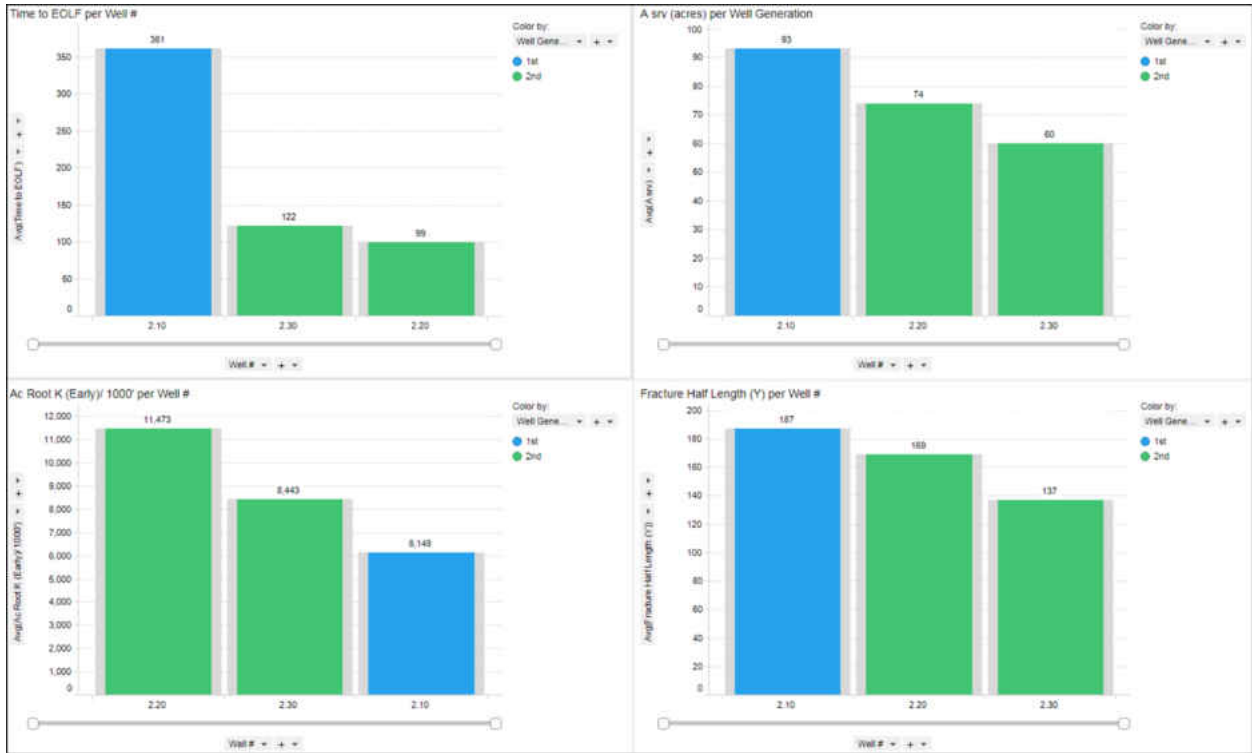 Time to EOLF per Well #
Color by:
Well Gene...
1st
2nd
361
122
99
350
300
250
200
150
100
50
0
Avg(Time to EOLF)
2.10
2.30
2.20
Well #
A srv (acres) per Well Generation
Color by:
Well Gene...
1st
2nd
93
74
60
100
90
80
70
60
50
40
30
20
10
0
Avg(A srv)
2.10
2.20
2.30
Well #
Ac Root K (Early)/ 1000' per Well #
Color by:
Well Gene...
1st
2nd
11,473
8,443
6,149
12,000
11,000
10,000
9,000
8,000
7,000
6,000
5,000
4,000
3,000
2,000
1,000
0
Avg(Ac Root K (Early)/ 1000')
2.20
2.30
2.10
Well #
Fracture Half Length (Y) per Well #
Color by:
Well Gene...
1st
2nd
187
169
137
200
180
160
140
120
100
80
60
40
20
0
Avg(Fracture Half Length (Y))
2.10
2.20
2.30
Well #